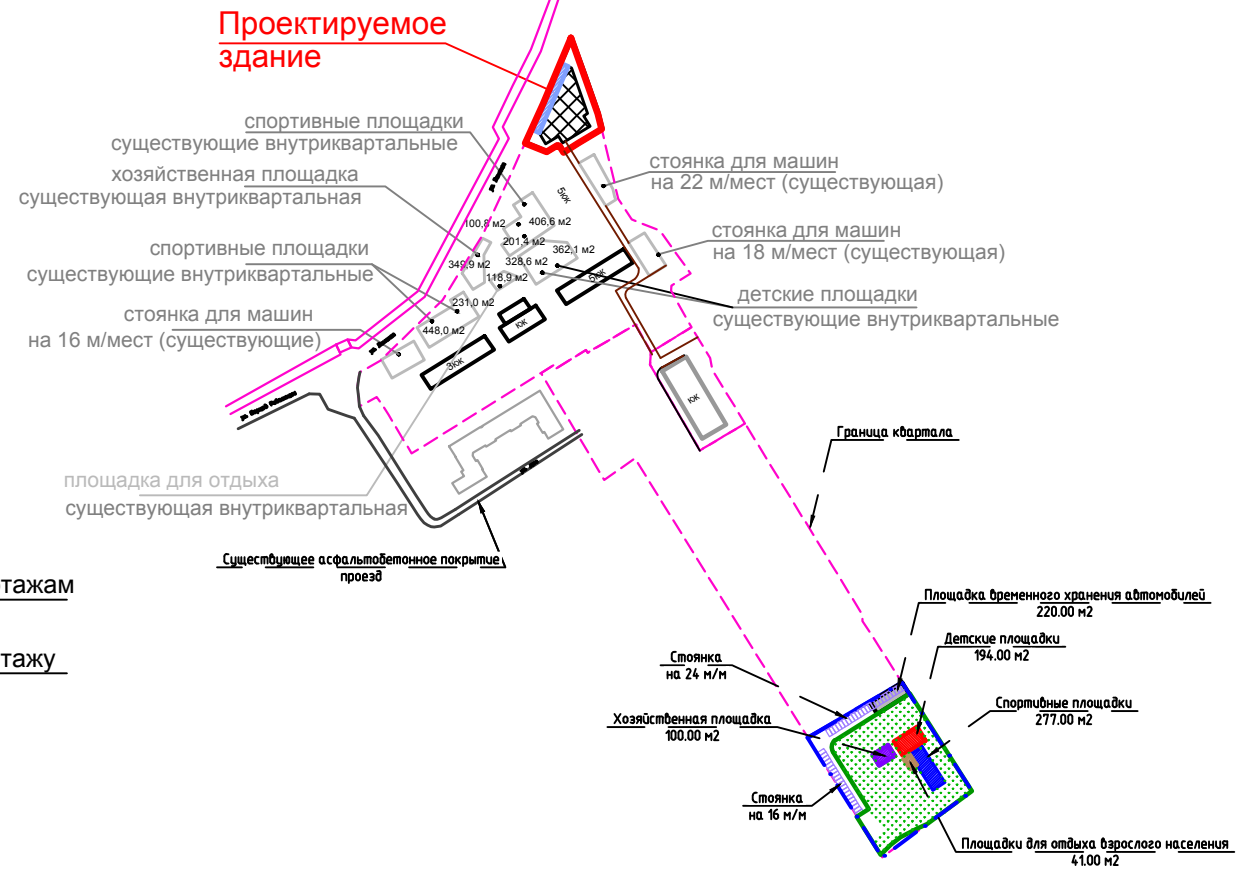 Проектируемое
здание
спортивные площадки
существующие внутриквартальные
хозяйственная площадка
существующая внутриквартальная
спортивные площадки
существующие внутриквартальные
стоянка для машин
на 16 м/мест (существующие)
стоянка для машин
на 22 м/мест (существующая)
стоянка для машин
на 18 м/мест (существующая)
детские площадки
существующие внутриквартальные
5кж
100,8 м2
406,6 м2
201,4 м2
362,1 м2
349,9 м2
328,6 м2
118,9 м2
5кж
231,0 м2
448,0 м2
кж
3кж
кж
площадка для отдыха
существующая внутриквартальная
Существующее асфальтобетонное покрытие
проезд
Граница квартала
тажам
тажу
Площадка временного хранения автомобилей
220.00 м2
Детские площадки
194.00 м2
Стоянка
на 24 м/м
Спортивные площадки
277.00 м2
Хозяйственная площадка
100.00 м2
Стоянка
на 16 м/м
Площадки для отдыха взрослого населения
41.00 м2